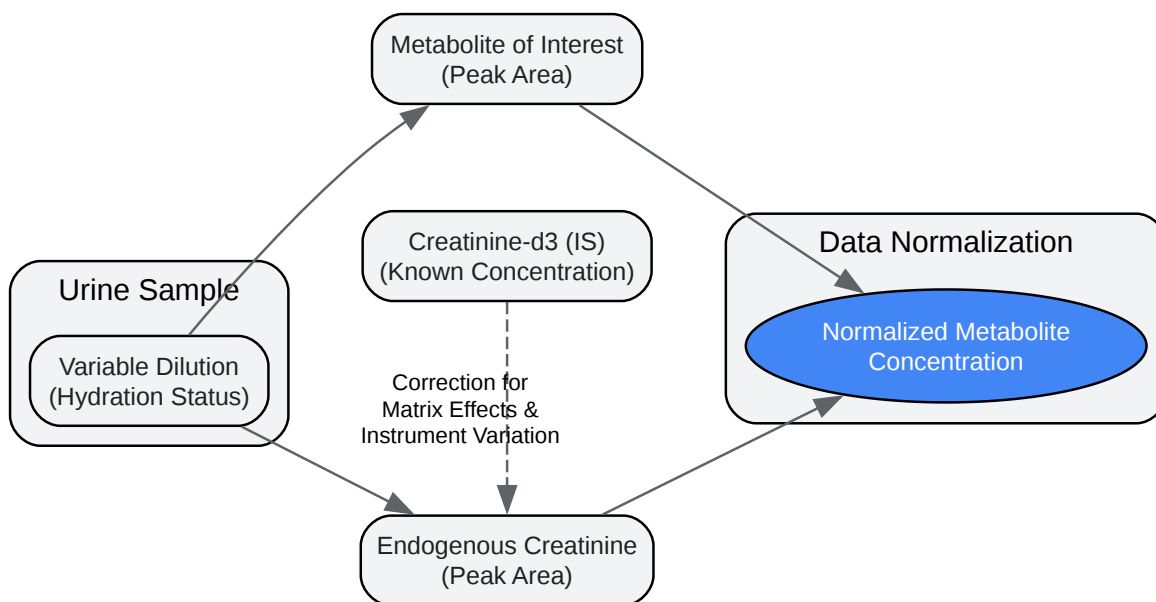 Metabolite of Interest
(Peak Area)
Creatinine-d3 (IS)
(Known Concentration)
Data Normalization
Urine Sample
Normalized Metabolite
Concentration
Variable Dilution
(Hydration Status)
Correction for
Matrix Effects &
Instrument Variation
Endogenous Creatinine
(Peak Area)